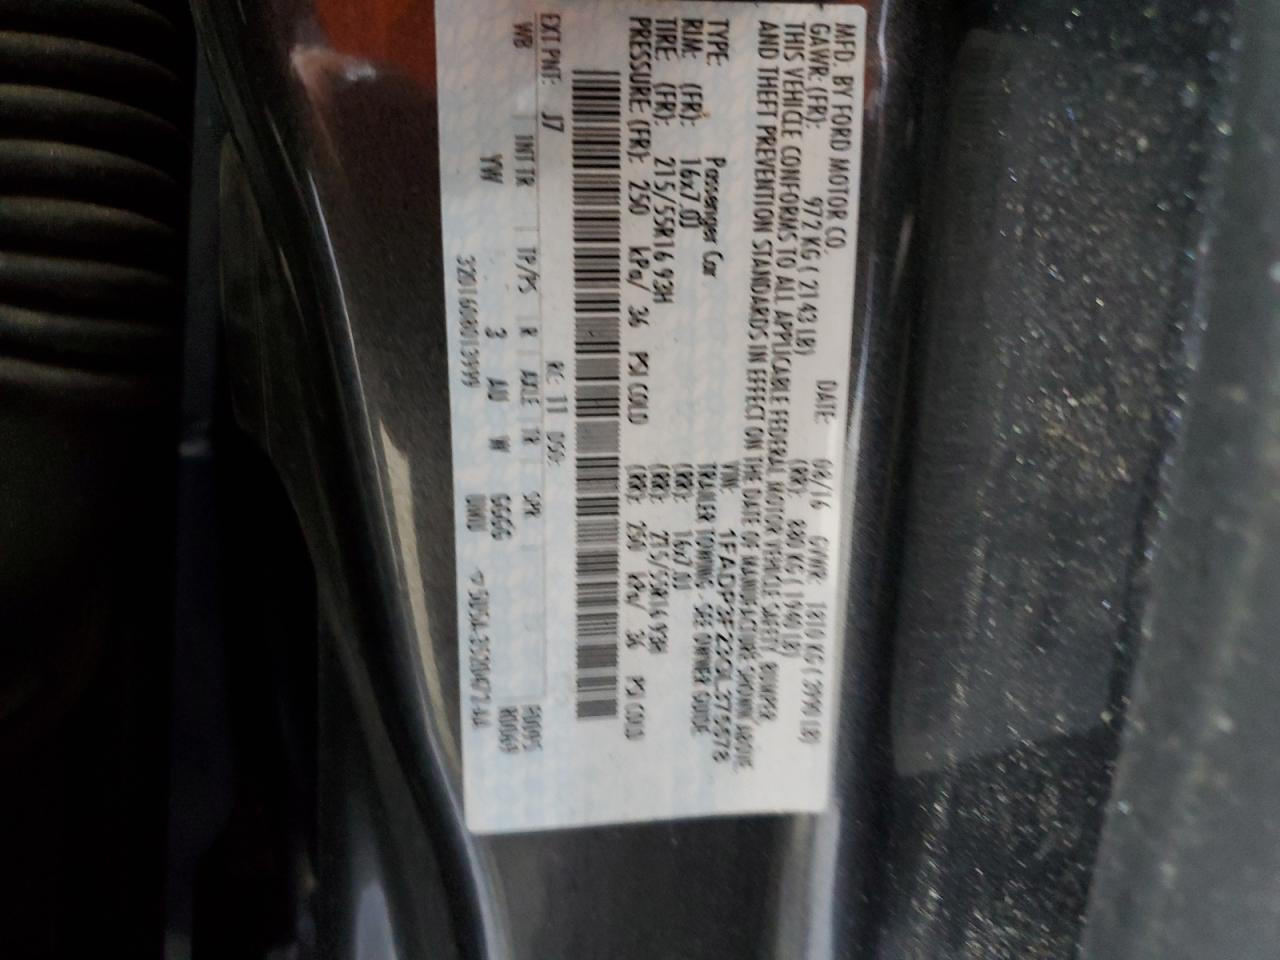 MFD. BY FORD MOTOR CO.
DATE: 08/16 GVWR: 1810 KG ( 3990 LB)
GAWR: (FR): 972 KG ( 2143 LB) (RR): 880 KG ( 1940 LB)
THIS VEHICLE CONFORMS TO ALL APPLICABLE FEDERAL MOTOR VEHICLE SAFETY, BUMPER,
AND THEFT PREVENTION STANDARDS IN EFFECT ON THE DATE OF MANUFACTURE SHOWN ABOVE.
VIN: 1FADP3F23GL375578
TYPE: Passenger Car TRAILER TOWING - SEE OWNER GUIDE
RIM: (FR): 16x7.0J (RR): 16x7.0J
TIRE: (FR): 215/55R16 93H (RR): 215/55R16 93H
PRESSURE (FR): 250 kPa/ 36 PSI COLD (RR): 250 kPa/ 36 PSI COLD
EXT PNT: J7 RC: 11 DSO:
WB INT TR TP/PS R AXLE TR SPR
YW 3 AU W GGGG
3201608013999 UNU